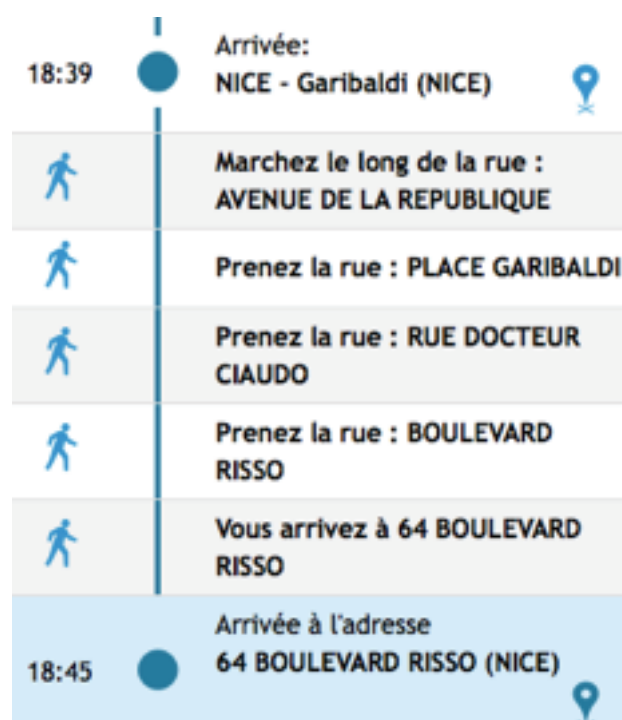 Arrivée:
18:39
NICE - Garibaldi (NICE)
Marchez le long de la rue :
AVENUE DE LA REPUBLIQUE
Prenez la rue : PLACE GARIBALDI
Prenez la rue : RUE DOCTEUR
CIAUDO
Prenez la rue : BOULEVARD
RISSO
Vous arrivez à 64 BOULEVARD
RISSO
Arrivée à l'adresse
18:45
64 BOULEVARD RISSO (NICE)